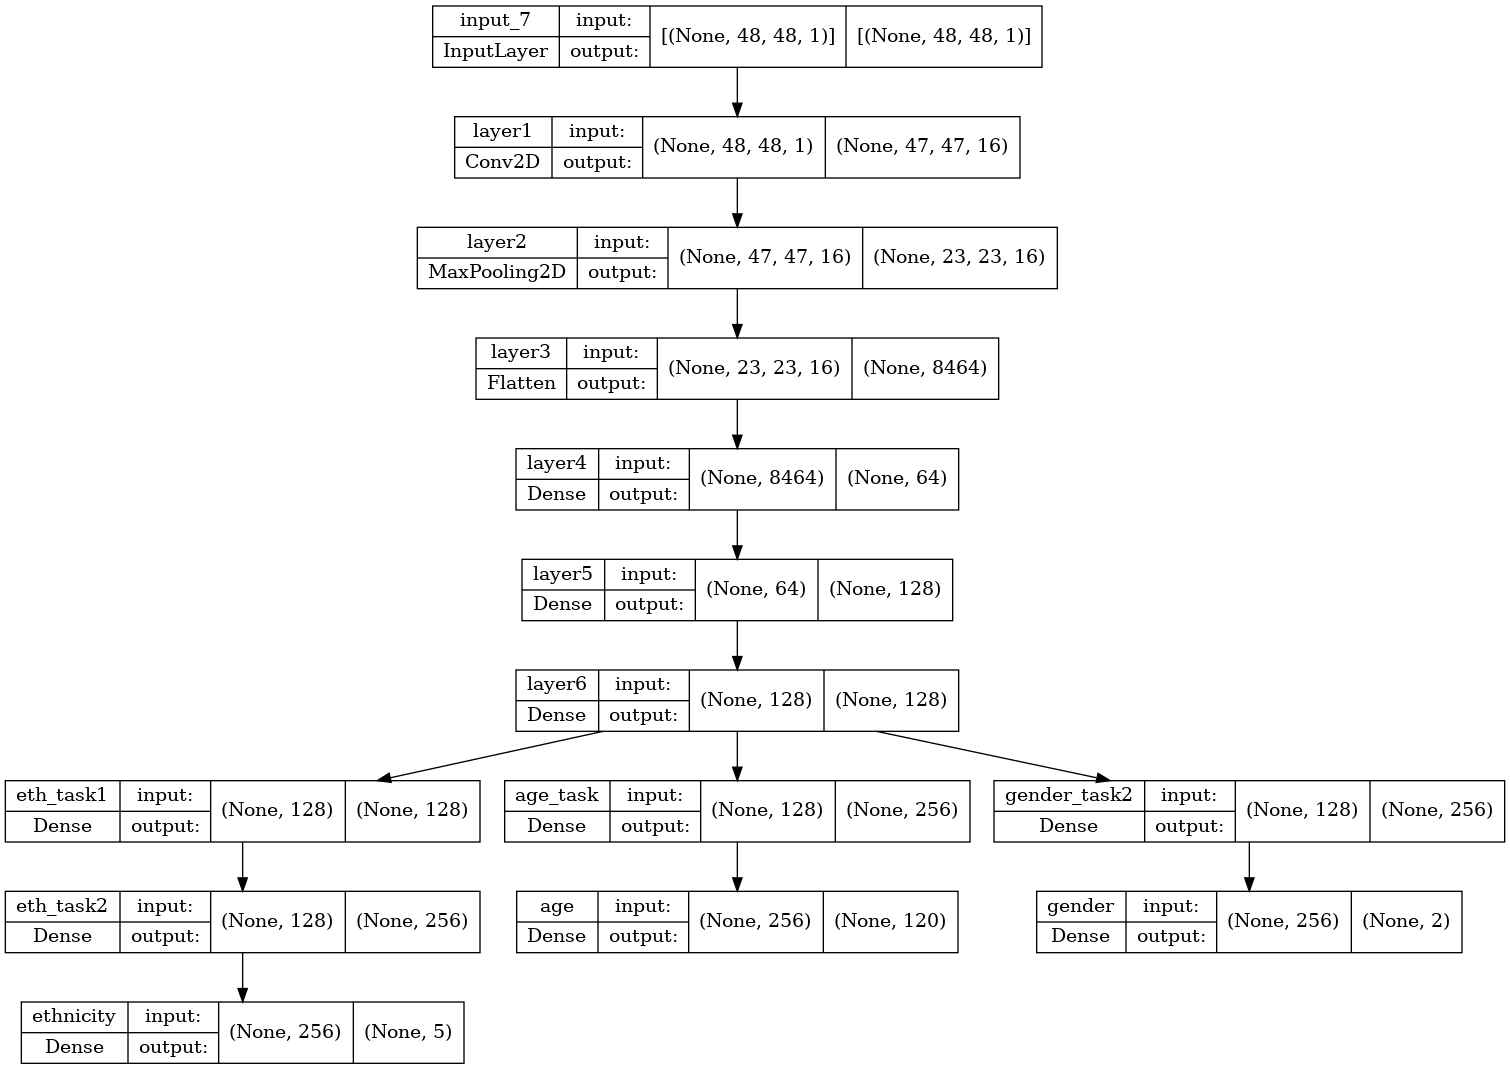 input_7 input: [(None, 48, 48, 1)] [(None, 48, 48, 1)]
InputLayer output:
layer1 input: (None, 48, 48, 1) (None, 47, 47, 16)
Conv2D output:
layer2 input: (None, 47, 47, 16) (None, 23, 23, 16)
MaxPooling2D output:
layer3 input: (None, 23, 23, 16) (None, 8464)
Flatten output:
layer4 input: (None, 8464) (None, 64)
Dense output:
layer5 input: (None, 64) (None, 128)
Dense output:
layer6 input: (None, 128) (None, 128)
Dense output:
eth_task1 input: (None, 128) (None, 128)
Dense output:
age_task input: (None, 128) (None, 256)
Dense output:
gender_task2 input: (None, 128) (None, 256)
Dense output:
eth_task2 input: (None, 128) (None, 256)
Dense output:
age input: (None, 256) (None, 120)
Dense output:
gender input: (None, 256) (None, 2)
Dense output:
ethnicity input: (None, 256) (None, 5)
Dense output: